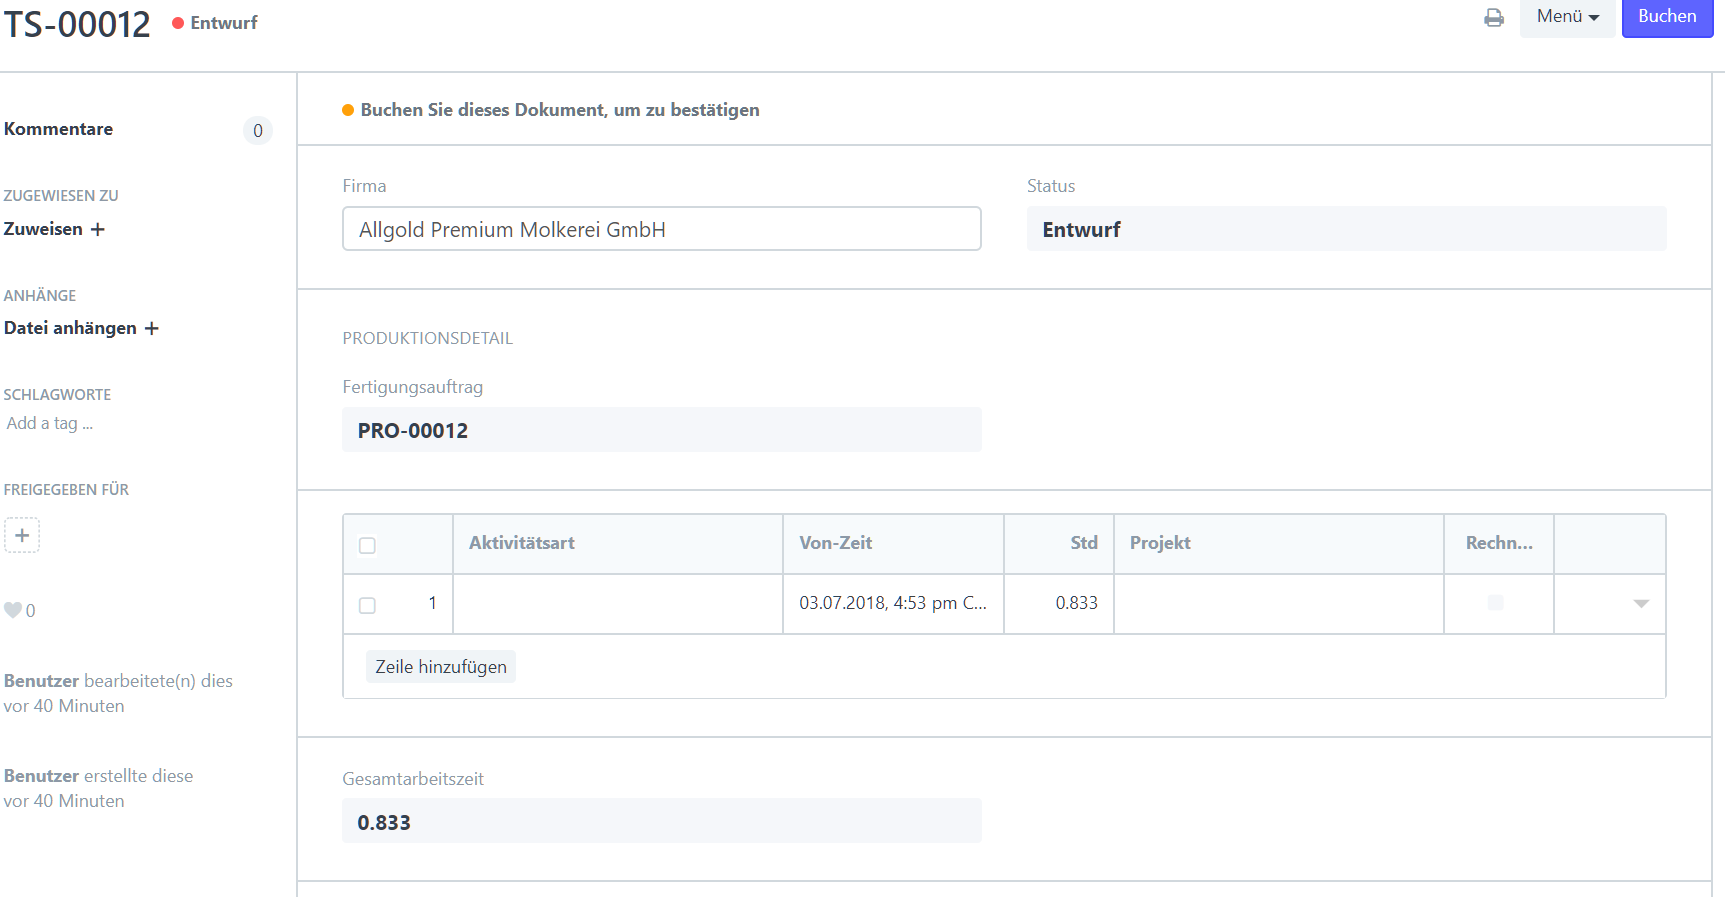 TS-00012
Entwurf
Menü
Buchen
Kommentare
0
ZUGEWIESEN ZU
Zuweisen +
ANHÄNGE
Datei anhängen +
SCHLAGWORTE
Add a tag ...
FREIGEGEBEN FÜR
+
0
Benutzer bearbeitete(n) dies
vor 40 Minuten
Benutzer erstellte diese
vor 40 Minuten
Buchen Sie dieses Dokument, um zu bestätigen
Firma
Allgold Premium Molkerei GmbH
Status
Entwurf
PRODUKTIONSDETAIL
Fertigungsauftrag
PRO-00012
Aktivitätsart Von-Zeit Std Projekt Rechn...
1 03.07.2018, 4:53 pm C... 0.833
Zeile hinzufügen
Gesamtarbeitszeit
0.833